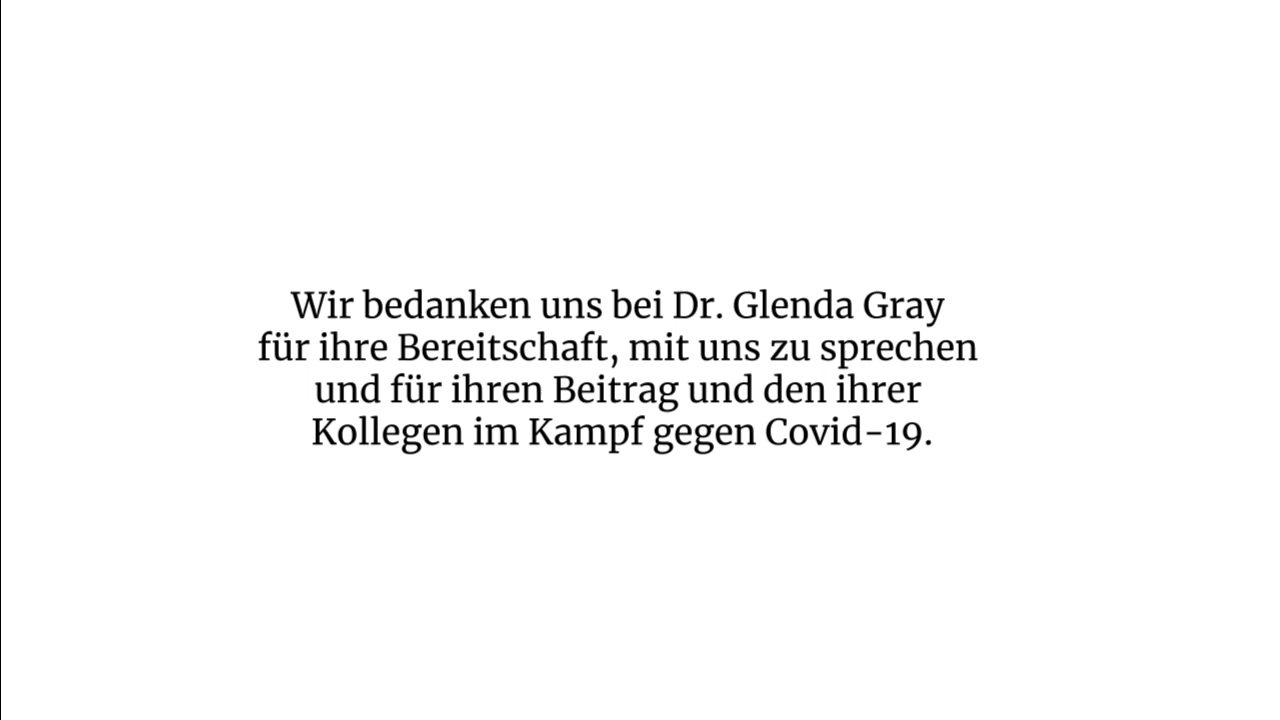 Wir bedanken uns bei Dr. Glenda Gray
für ihre Bereitschaft, mit uns zu sprechen
und für ihren Beitrag und den ihrer
Kollegen im Kampf gegen Covid-19.